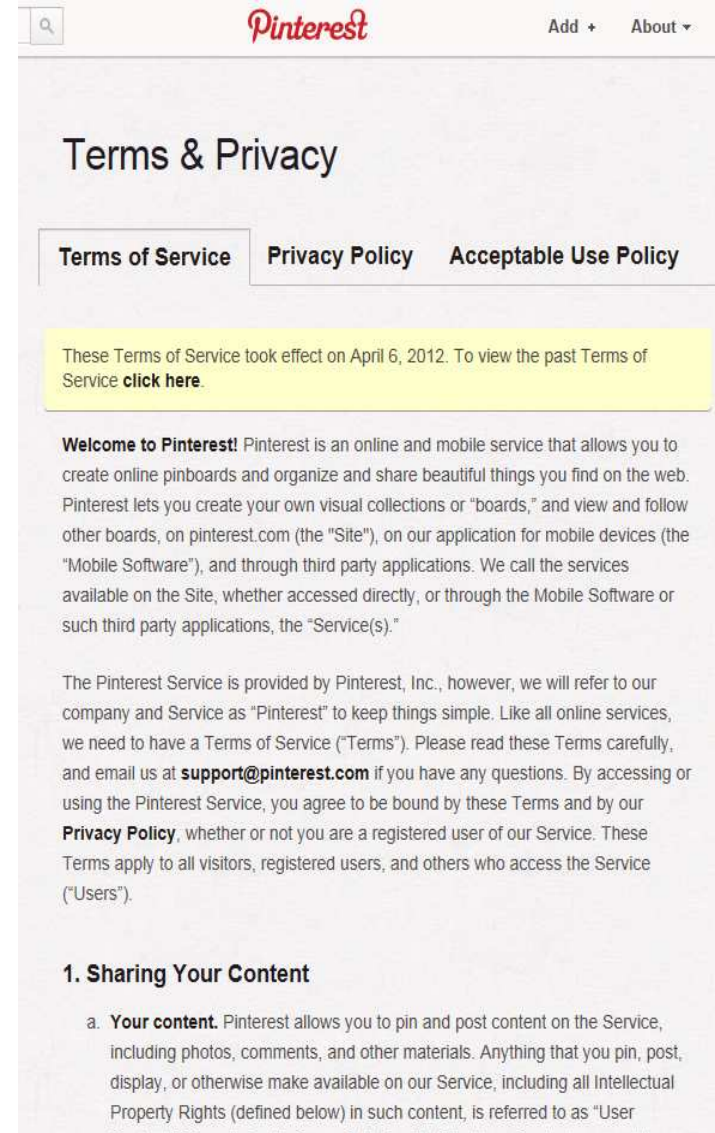 Pinterest
Add +
About
Terms & Privacy
Terms of Service
Privacy Policy
Acceptable Use Policy
These Terms of Service took effect on April 6, 2012. To view the past Terms of
Service click here.
Welcome to Pinterest! Pinterest is an online and mobile service that allows you to
create online pinboards and organize and share beautiful things you find on the web.
Pinterest lets you create your own visual collections or “boards,” and view and follow
other boards, on pinterest.com (the "Site"), on our application for mobile devices (the
“Mobile Software”), and through third party applications. We call the services
available on the Site, whether accessed directly, or through the Mobile Software or
such third party applications, the “Service(s).”
The Pinterest Service is provided by Pinterest, Inc., however, we will refer to our
company and Service as “Pinterest” to keep things simple. Like all online services,
we need to have a Terms of Service (“Terms”). Please read these Terms carefully,
and email us at support@pinterest.com if you have any questions. By accessing or
using the Pinterest Service, you agree to be bound by these Terms and by our
Privacy Policy, whether or not you are a registered user of our Service. These
Terms apply to all visitors, registered users, and others who access the Service
(“Users”).
1. Sharing Your Content
a. Your content. Pinterest allows you to pin and post content on the Service,
including photos, comments, and other materials. Anything that you pin, post,
display, or otherwise make available on our Service, including all Intellectual
Property Rights (defined below) in such content, is referred to as “User